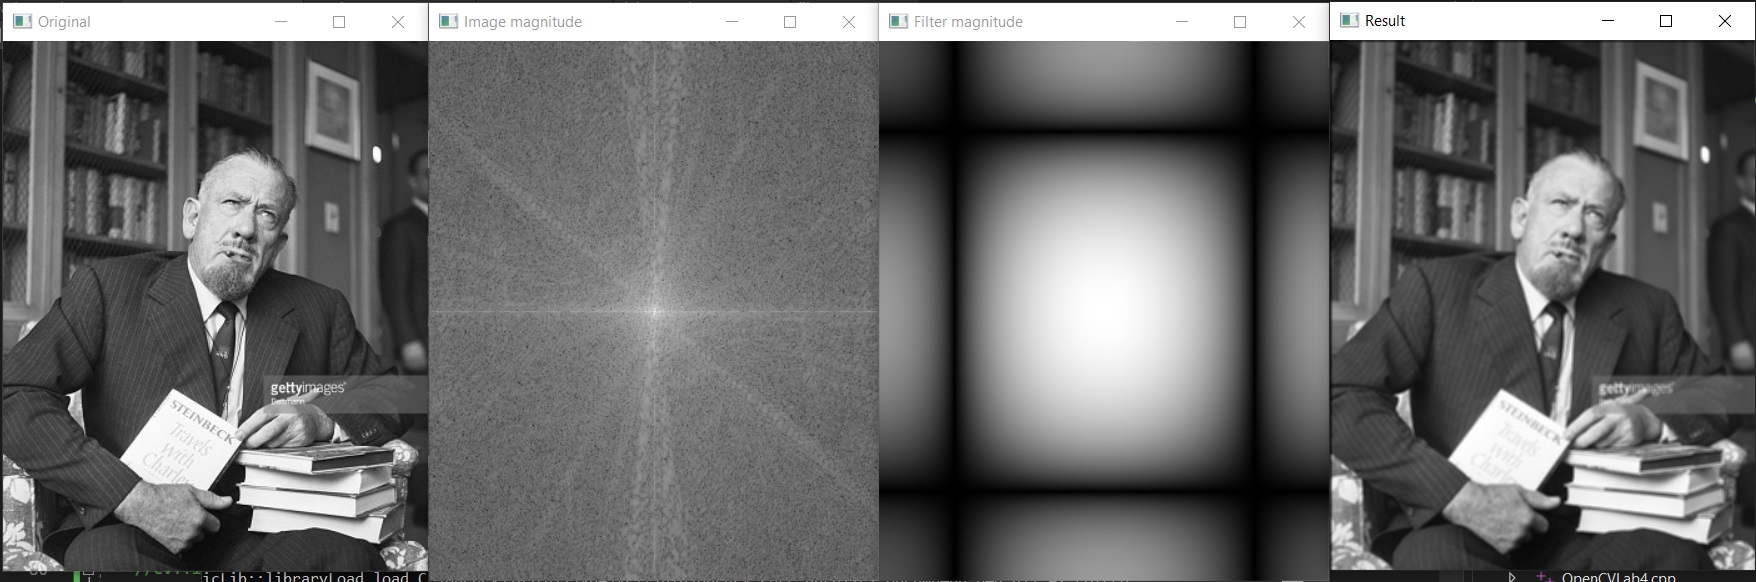 Original
Image magnitude
Filter magnitude
Result
gettyimages®
Bettmann
STEINBECK
Travels
with
Charley
gettyimages®
STEINBECK
Travels
with
icLib::libraryLoad load C
OpenCVLab4.cpp